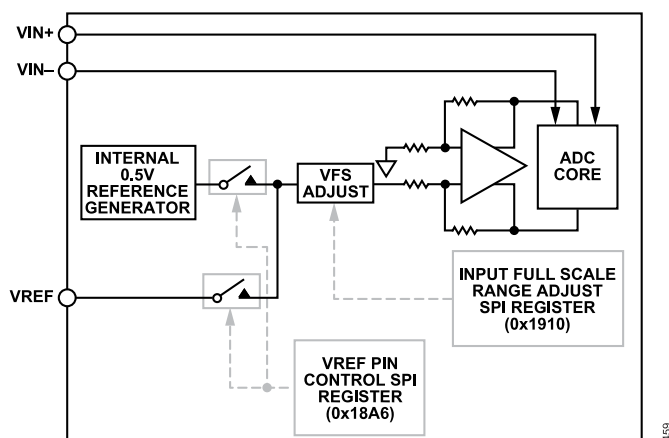 VIN+
VIN–
INTERNAL
0.5V
REFERENCE
GENERATOR
VFS
ADJUST
ADC
CORE
VREF
INPUT FULL SCALE
RANGE ADJUST
SPI REGISTER
(0x1910)
VREF PIN
CONTROL SPI
REGISTER
(0x18A6)